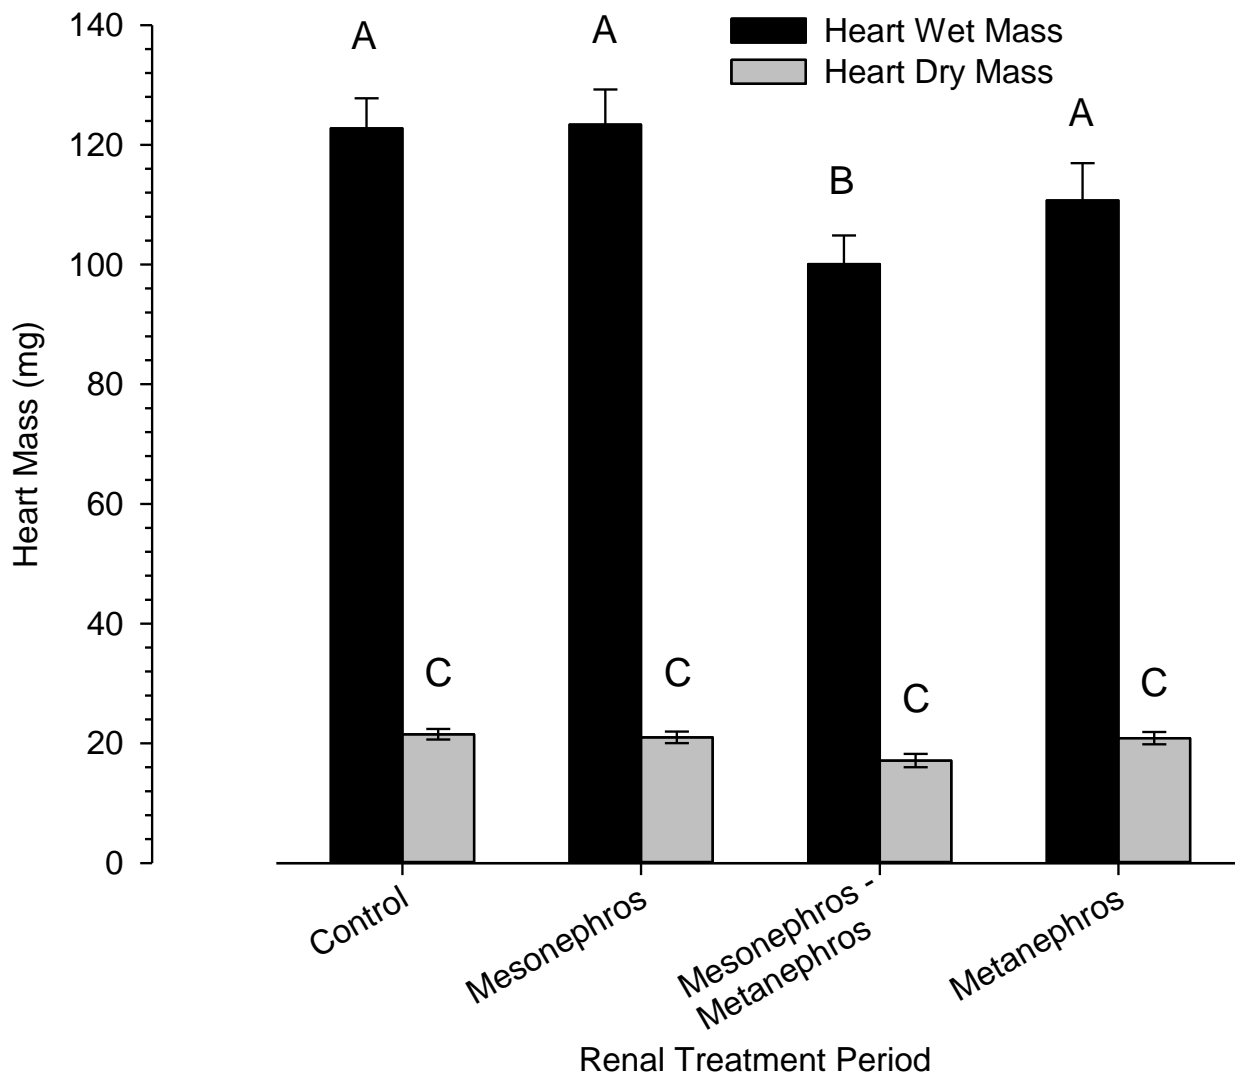 140
120
100
80
60
40
20
0
Heart Mass (mg)
Heart Wet Mass
Heart Dry Mass
A
A
B
A
C
C
C
C
Control
Mesonephros
Mesonephros -
Metanephros
Metanephros
Renal Treatment Period